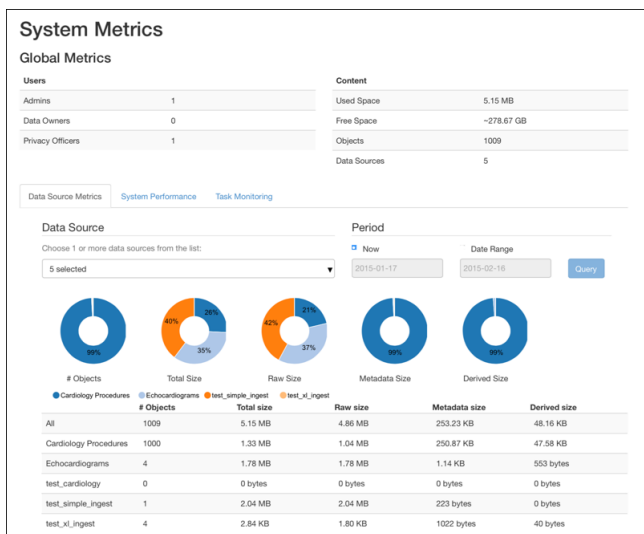 System Metrics
Global Metrics
Users
Admins 1
Data Owners 0
Privacy Officers 1
Content
Used Space 5.15 MB
Free Space ~278.67 GB
Objects 1009
Data Sources 5
Data Source Metrics System Performance Task Monitoring
Data Source
Choose 1 or more data sources from the list:
5 selected
Period
Now Date Range
2015-01-17 2015-02-16 Query
99%
# Objects
26%
40%
35%
Total Size
21%
42%
37%
Raw Size
99%
Metadata Size
99%
Derived Size
Cardiology Procedures Echocardiograms test_simple_ingest test_xl_ingest
# Objects Total size Raw size Metadata size Derived size
All 1009 5.15 MB 4.86 MB 253.23 KB 48.16 KB
Cardiology Procedures 1000 1.33 MB 1.04 MB 250.87 KB 47.58 KB
Echocardiograms 4 1.78 MB 1.78 MB 1.14 KB 553 bytes
test_cardiology 0 0 bytes 0 bytes 0 bytes 0 bytes
test_simple_ingest 1 2.04 MB 2.04 MB 223 bytes 0 bytes
test_xl_ingest 4 2.84 KB 1.80 KB 1022 bytes 40 bytes